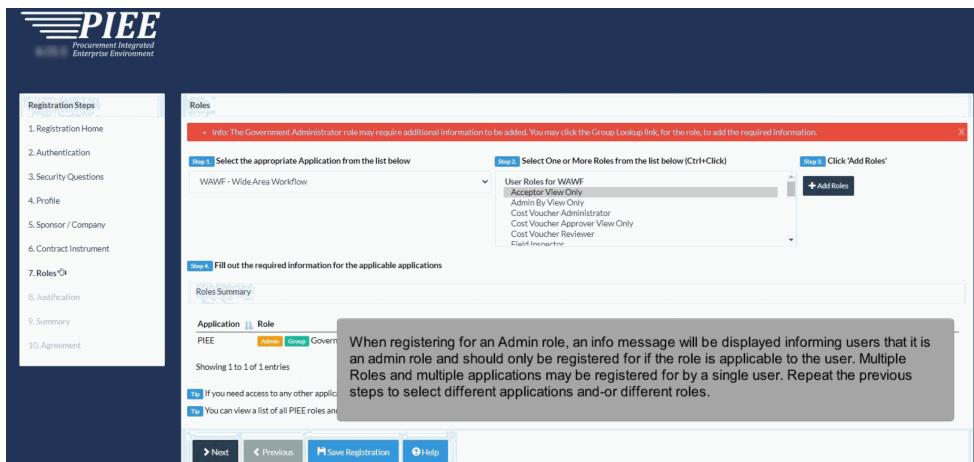 PIEE
Procurement Integrated
Enterprise Environment
Registration Steps
1. Registration Home
2. Authentication
3. Security Questions
4. Profile
5. Sponsor / Company
6. Contract Instrument
7. Roles
8. Justification
9. Summary
10. Agreement
Roles
Info: The Government Administrator role may require additional information to be added. You may click the Group Lookup link, for the role, to add the required information. X
Step 1. Select the appropriate Application from the list below
WAWF - Wide Area Workflow
Step 2. Select One or More Roles from the list below (Ctrl+Click)
User Roles for WAWF
Acceptor View Only
Admin By View Only
Cost Voucher Administrator
Cost Voucher Approver View Only
Cost Voucher Reviewer
Field Inspector
Step 3. Click 'Add Roles'
+ Add Roles
Step 4. Fill out the required information for the applicable applications
Roles Summary
Application Role
PIEE Admin Group Govern
Showing 1 to 1 of 1 entries
Tip If you need access to any other applic
Tip You can view a list of all PIEE roles an
When registering for an Admin role, an info message will be displayed informing users that it is
an admin role and should only be registered for if the role is applicable to the user. Multiple
Roles and multiple applications may be registered for by a single user. Repeat the previous
steps to select different applications and-or different roles.
Next Previous Save Registration Help